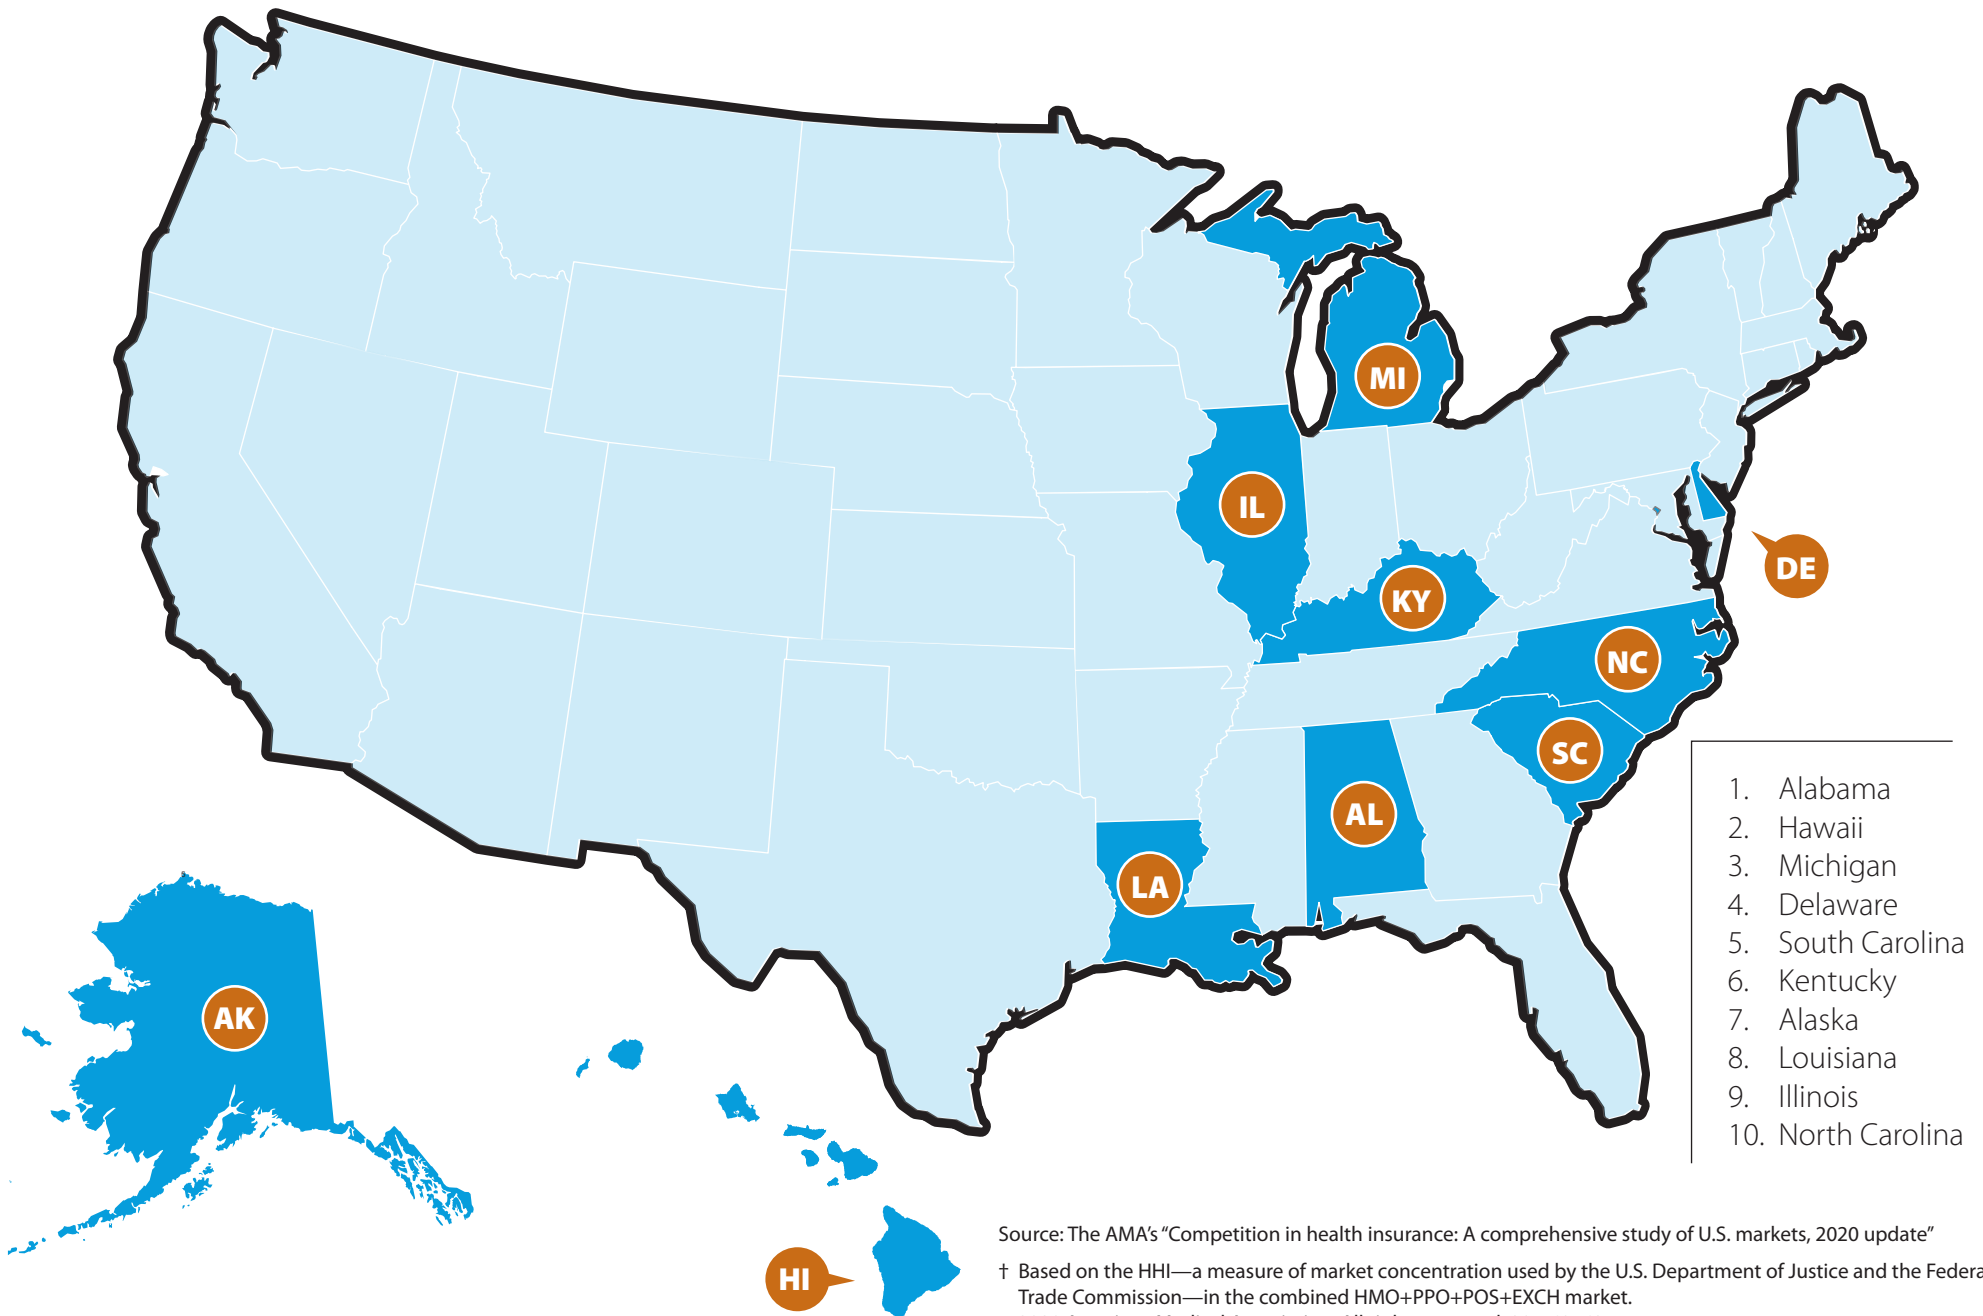 MI
IL
DE
KY
NC
SC
AL
LA
AK
HI
1. Alabama
2. Hawaii
3. Michigan
4. Delaware
5. South Carolina
6. Kentucky
7. Alaska
8. Louisiana
9. Illinois
10. North Carolina
Source: The AMA's “Competition in health insurance: A comprehensive study of U.S. markets, 2020 update”
† Based on the HHI—a measure of market concentration used by the U.S. Department of Justice and the Federa
Trade Commission—in the combined HMO+PPO+POS+EXCH market.